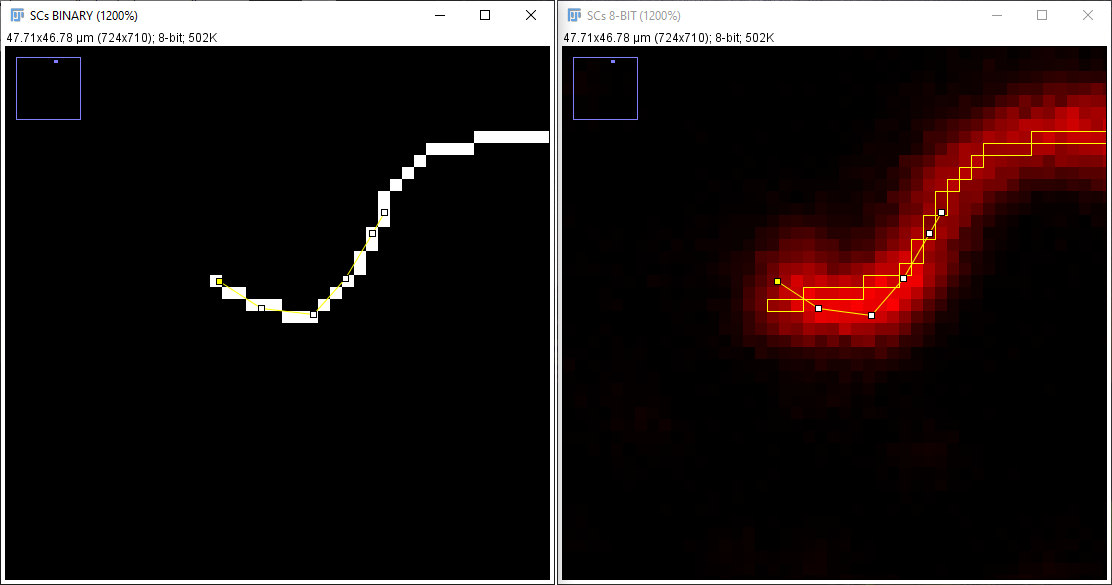 SCs BINARY (1200%)
47.71x46.78 µm (724x710); 8-bit; 502K
SCs 8-BIT (1200%)
47.71x46.78 µm (724x710); 8-bit; 502K